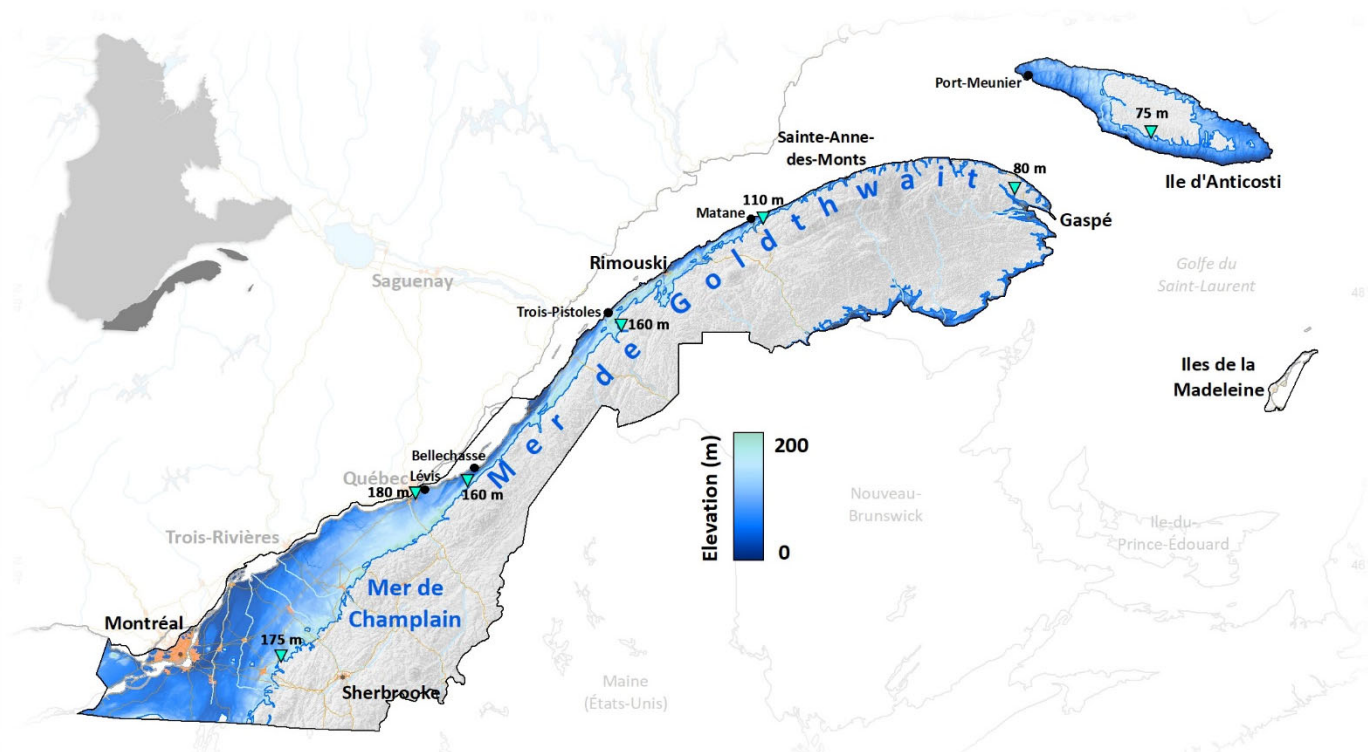 Port-Meunier
75 m
Sainte-Anne-
des-Monts
80 m
Ile d'Anticosti
110 m
Matane
Gaspé
Mer de Goldthwait
Rimouski
Saguenay
Golfe du
Saint-Laurent
48
Trois-Pistoles
160 m
Iles de la
Madeleine
Elevation (m)
200
0
Bellechasse
Québec
Lévis
180 m
160 m
Nouveau-
Brunswick
Trois-Rivières
Ile-du-
Prince-Édouard
46
Mer de
Champlain
Montréal
175 m
Sherbrooke
Maine
(États-Unis)